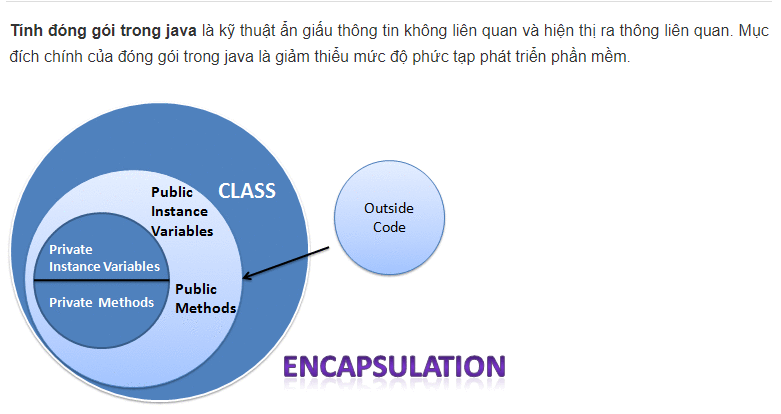 Tính đóng gói trong java là kỹ thuật ẩn giấu thông tin không liên quan và hiện thị ra thông liên quan. Mục
đích chính của đóng gói trong java là giảm thiểu mức độ phức tạp phát triển phần mềm.
CLASS
Public
Instance
Variables
Private
Instance Variables
Private Methods
Public
Methods
Outside
Code
ENCAPSULATION